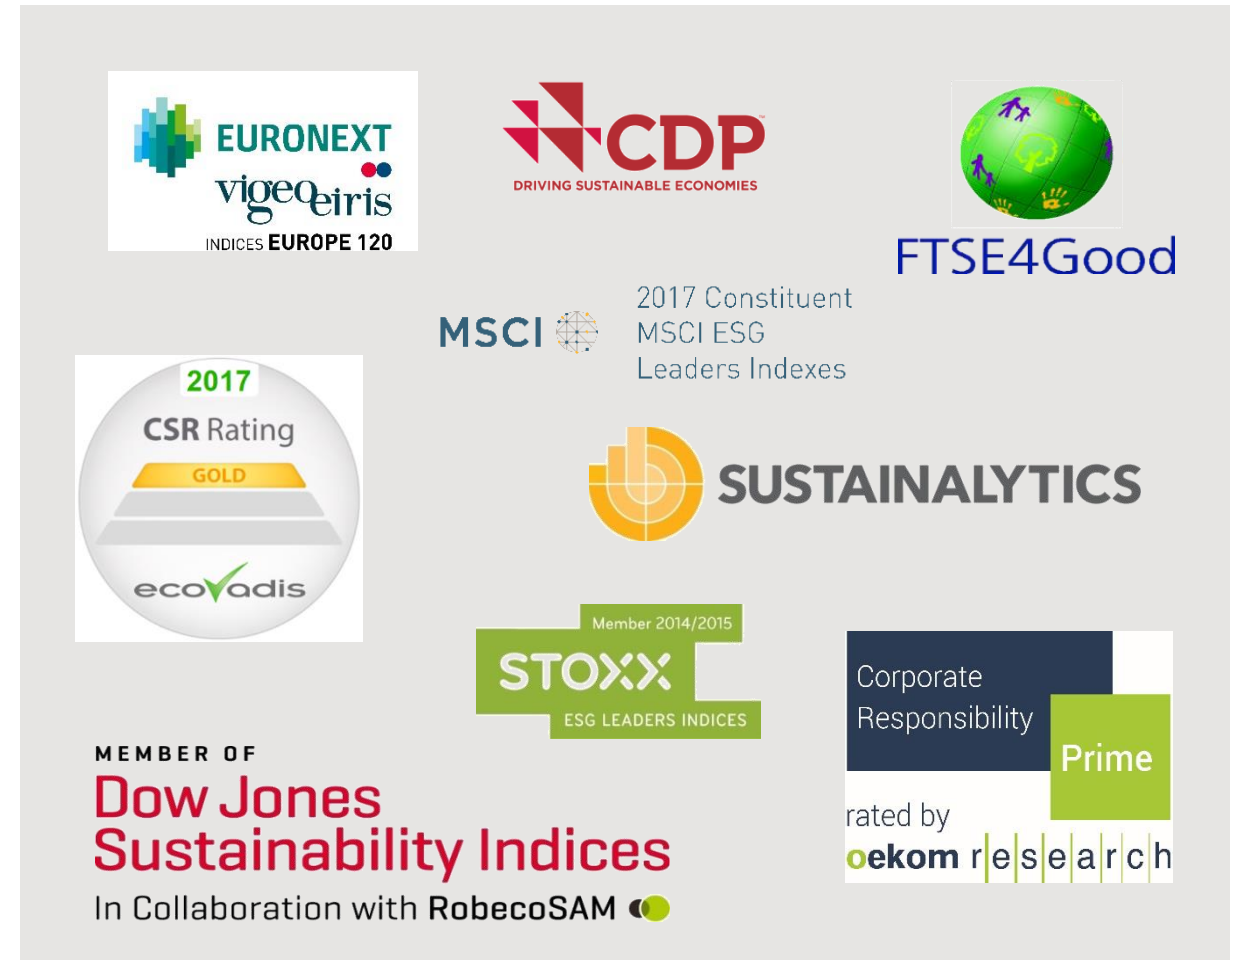 EURONEXT
vigeoeiris
INDICES EUROPE 120
CDP™
DRIVING SUSTAINABLE ECONOMIES
FTSE4Good
MSCI
2017 Constituent
MSCI ESG
Leaders Indexes
2017
CSR Rating
GOLD
ecovadis
SUSTAINALYTICS
Member 2014/2015
STOXX
ESG LEADERS INDICES
Corporate
Responsibility
Prime
rated by
oekom research
MEMBER OF
Dow Jones
Sustainability Indices
In Collaboration with RobecoSAM